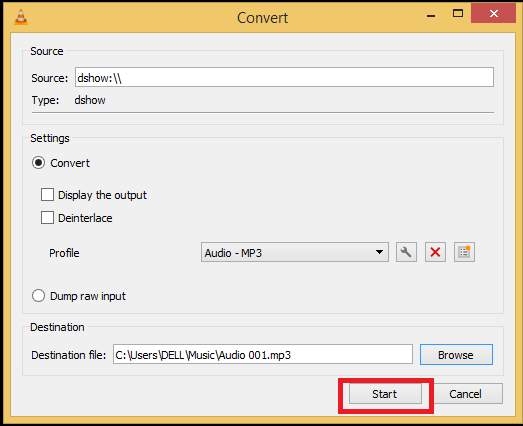 Convert
Source
Source: dshow:\\
Type: dshow
Settings
Convert
Display the output
Deinterlace
Profile Audio - MP3
Dump raw input
Destination
Destination file: C:\Users\DELL\Music\Audio 001.mp3 Browse
Start Cancel